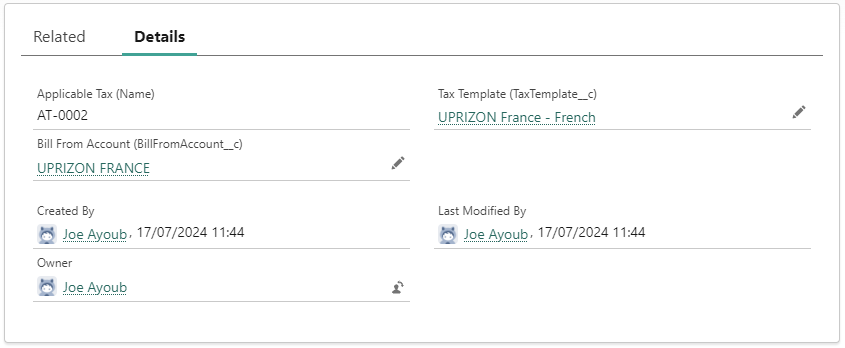 Related
Details
Applicable Tax (Name)
AT-0002
Tax Template (TaxTemplate__c)
UPRIZON France - French
Bill From Account (BillFromAccount__c)
UPRIZON FRANCE
Created By
Joe Ayoub, 17/07/2024 11:44
Last Modified By
Joe Ayoub, 17/07/2024 11:44
Owner
Joe Ayoub